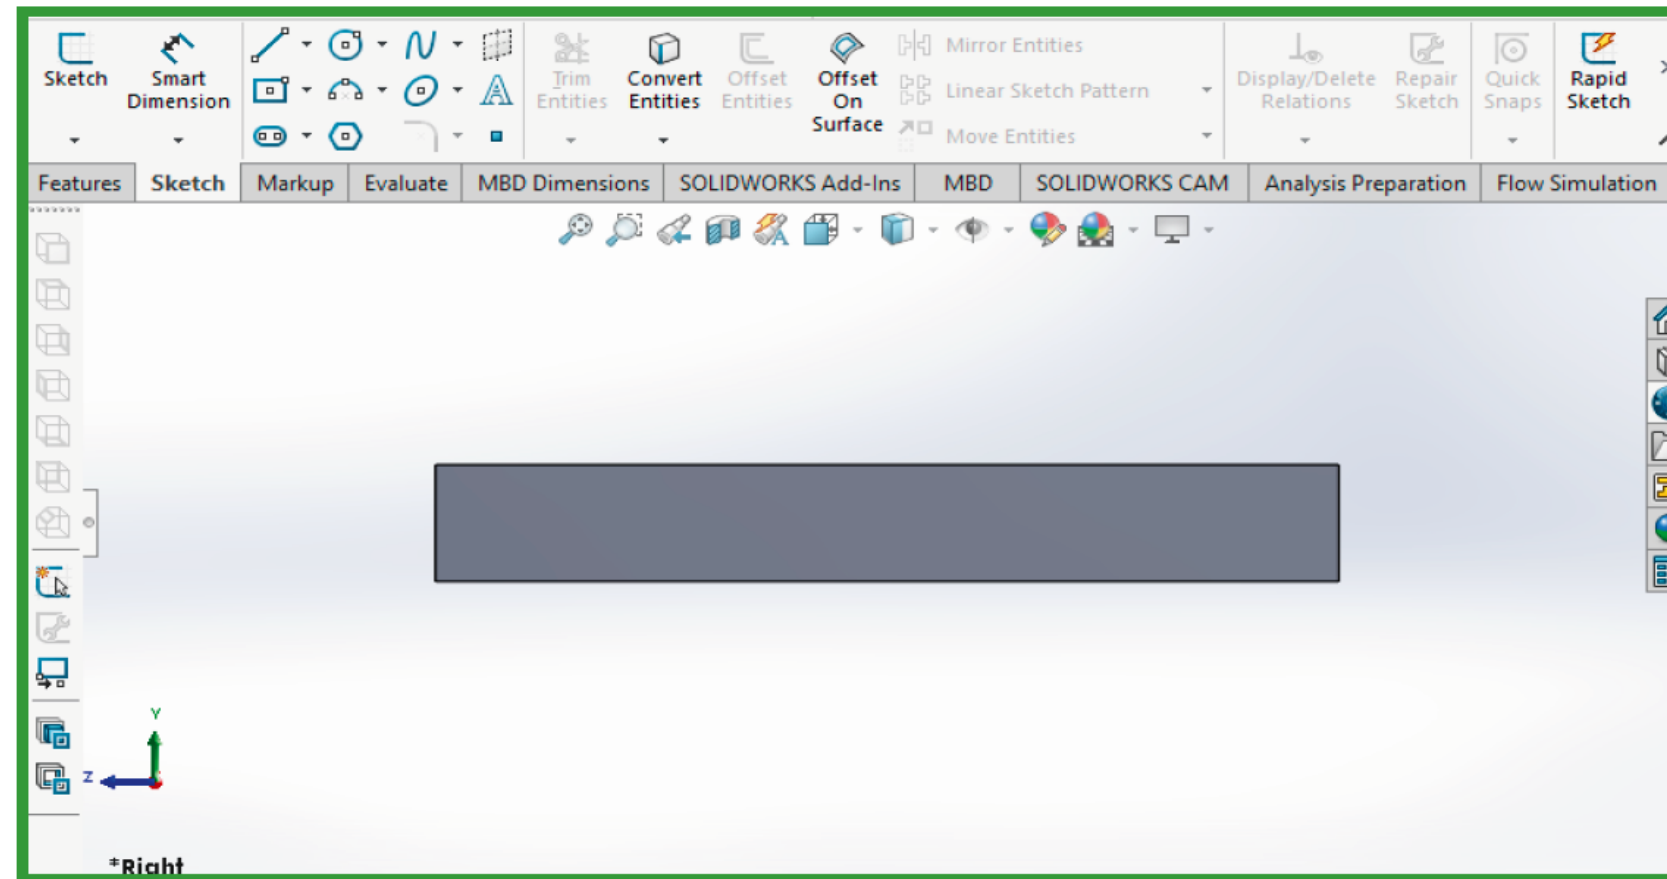 Sketch
Smart
Dimension
Trim
Entities
Convert
Entities
Offset
Entities
Offset
On
Surface
Mirror Entities
Linear Sketch Pattern
Move Entities
Display/Delete
Relations
Repair
Sketch
Quick
Snaps
Rapid
Sketch
Features
Sketch
Markup
Evaluate
MBD Dimensions
SOLIDWORKS Add-Ins
MBD
SOLIDWORKS CAM
Analysis Preparation
Flow Simulation
Y
Z
*Right